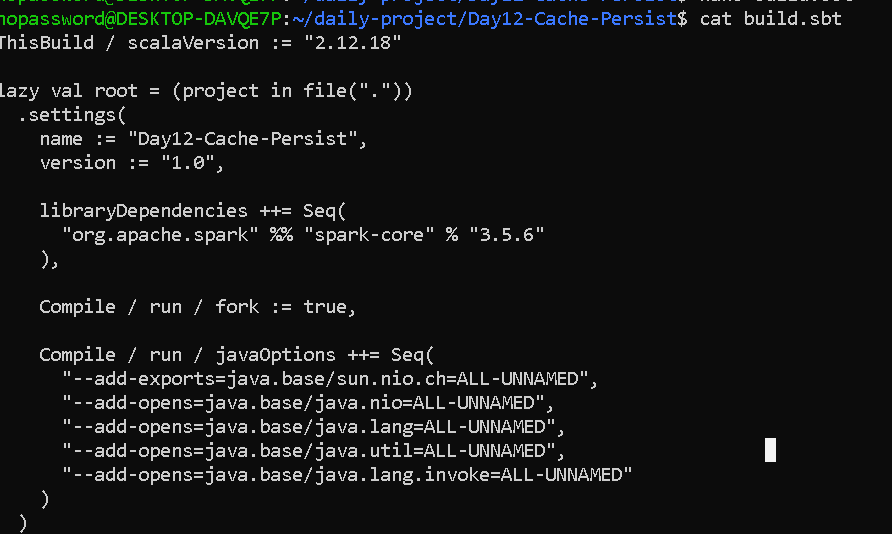 nopassword@DESKTOP-DAVQE7P:~/daily-project/Day12-Cache-Persist$ cat build.sbt
ThisBuild / scalaVersion := "2.12.18"
lazy val root = (project in file("."))
.settings(
name := "Day12-Cache-Persist",
version := "1.0",
libraryDependencies ++= Seq(
"org.apache.spark" %% "spark-core" % "3.5.6"
),
Compile / run / fork := true,
Compile / run / javaOptions ++= Seq(
"--add-exports=java.base/sun.nio.ch=ALL-UNNAMED",
"--add-opens=java.base/java.nio=ALL-UNNAMED",
"--add-opens=java.base/java.lang=ALL-UNNAMED",
"--add-opens=java.base/java.util=ALL-UNNAMED",
"--add-opens=java.base/java.lang.invoke=ALL-UNNAMED"
)
)